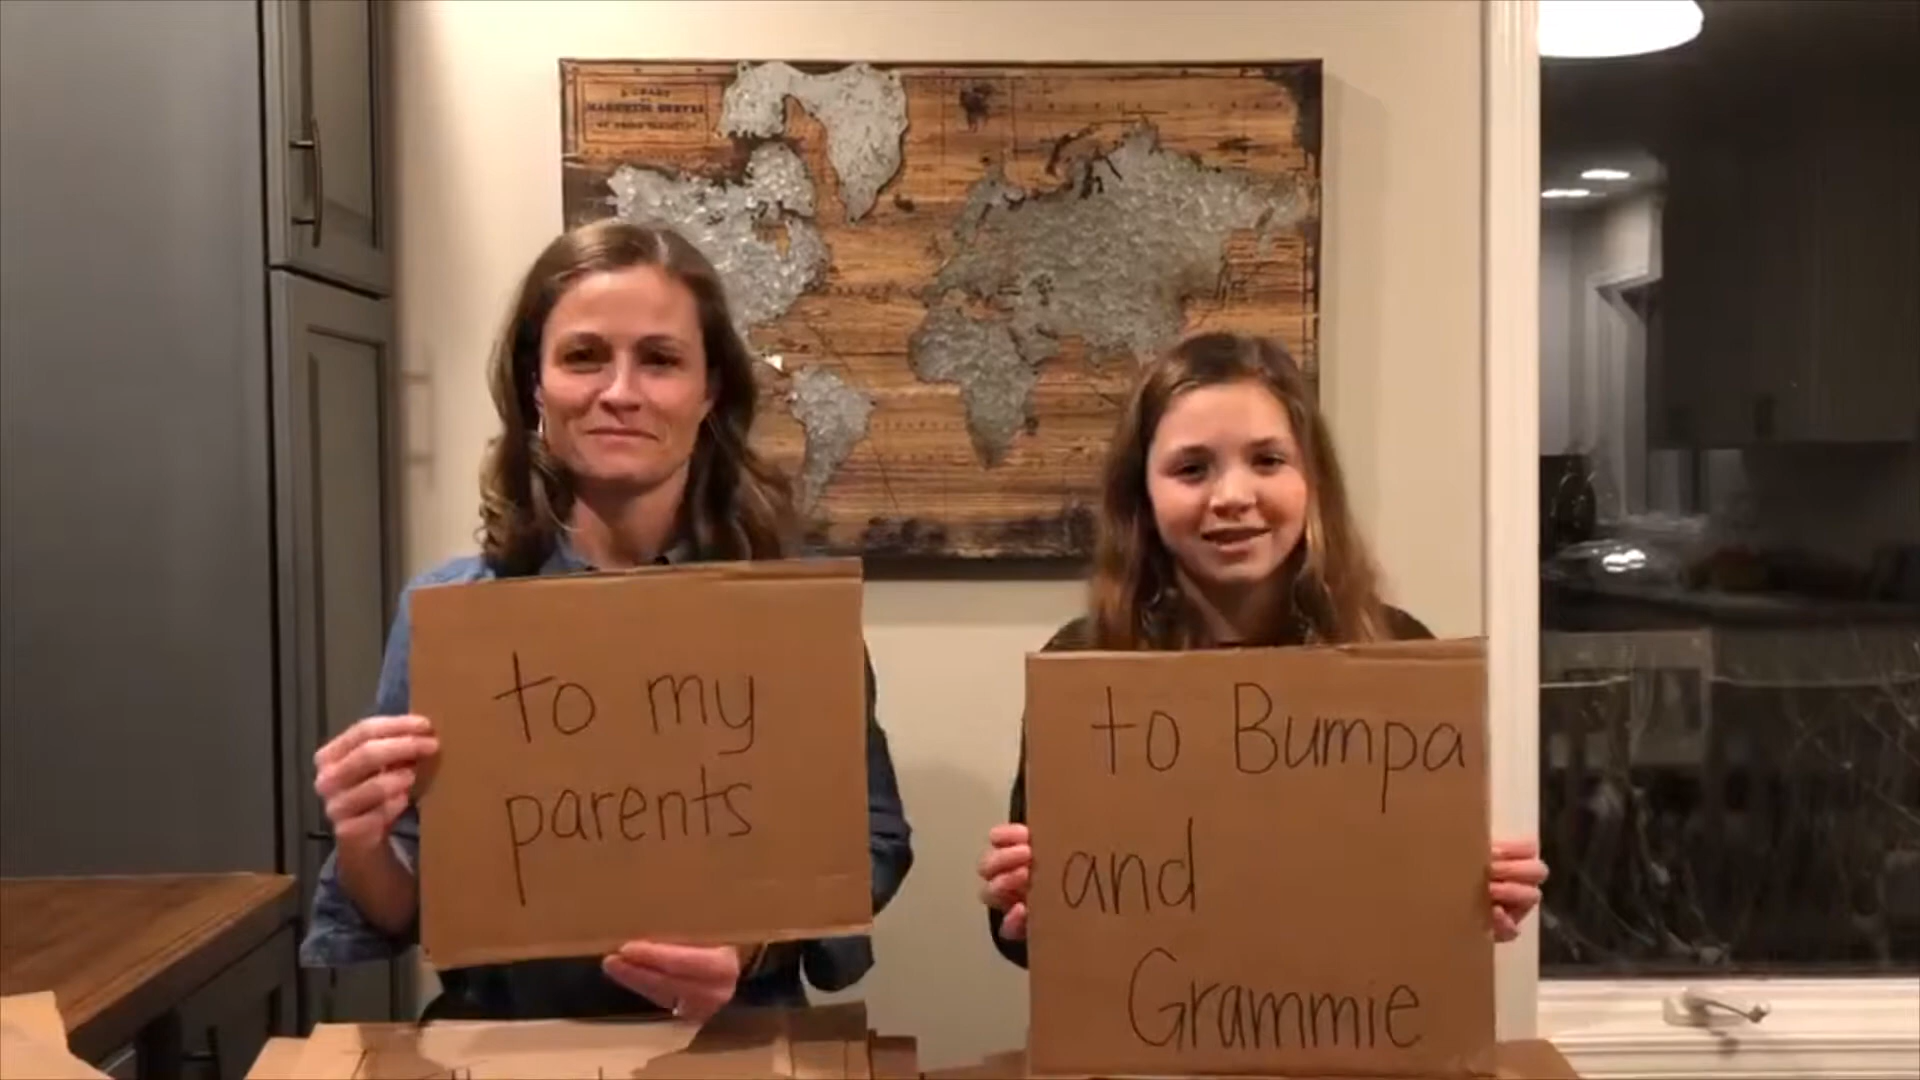 to my
parents
to Bumpa
and
Grammie